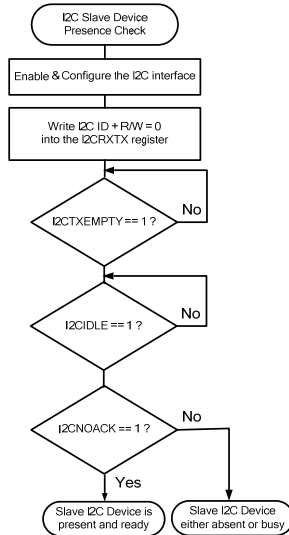 I2C Slave Device
Presence Check
Enable & Configure the I2C interface
Write I2C ID + R/W = 0
into the I2CRXTX register
I2CTXEMPTY == 1 ?
No
I2CIDLE == 1 ?
No
I2CNOACK == 1 ?
No
Yes
Slave I2C Device is
present and ready
Slave I2C Device
either absent or busy